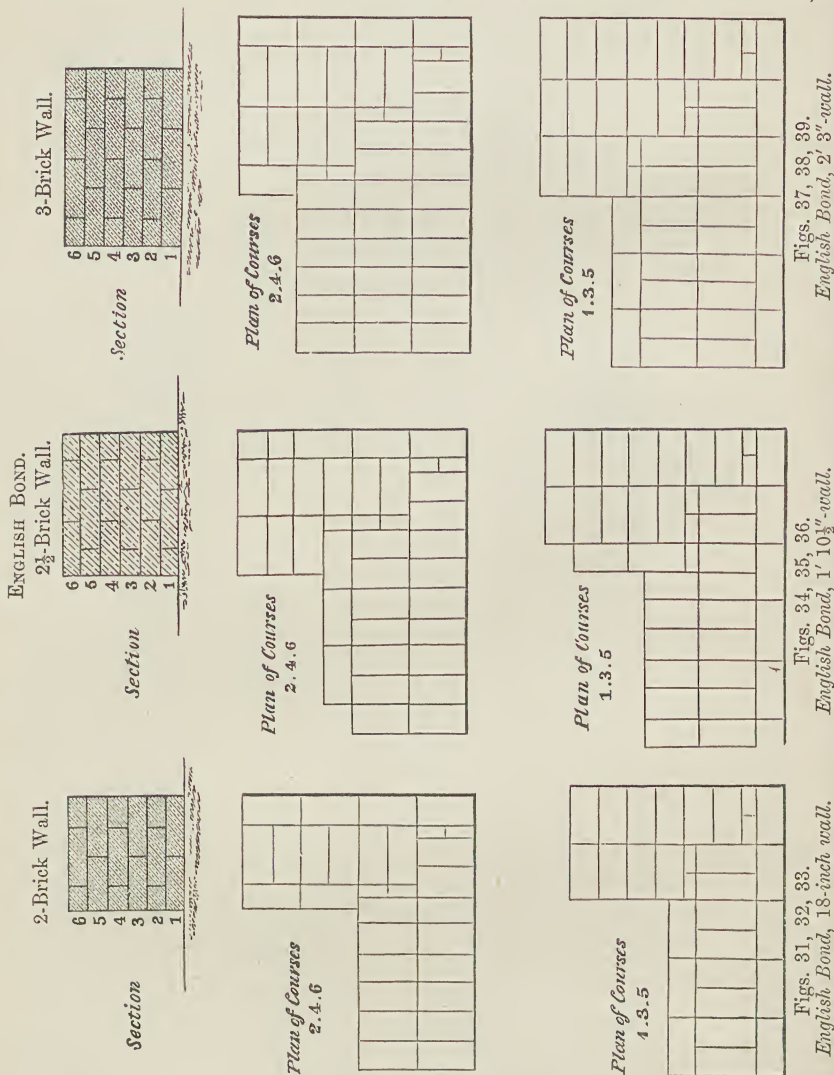 ENGLISH BOND.
2-Brick Wall.
Section
6
5
4
3
2
1
Plan of Courses
2.4.6
Plan of Courses
1.3.5
Figs. 31, 32, 33.
English Bond, 18-inch wall.
2½-Brick Wall.
Section
6
5
4
3
2
1
Plan of Courses
2.4.6
Plan of Courses
1.3.5
Figs. 34, 35, 36.
English Bond, 1' 10½"-wall.
3-Brick Wall.
Section
6
5
4
3
2
1
Plan of Courses
2.4.6
Plan of Courses
1.3.5
Figs. 37, 38, 39.
English Bond, 2' 3"-wall.